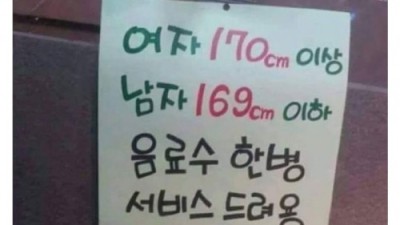 여자 170cm 이상
남자 169cm 이하
음료수 한병
서비스 드려용